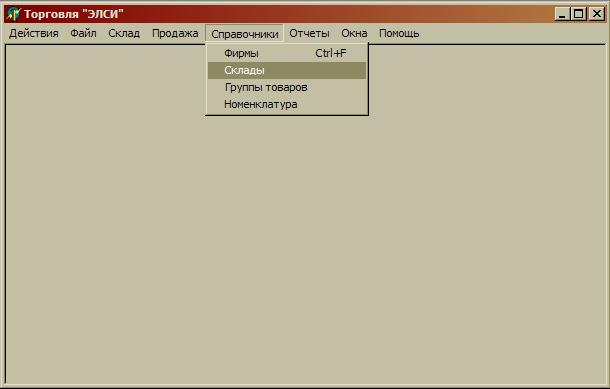 Торговля "ЭЛСИ"
Действия Файл Склад Продажа Справочники Отчеты Окна Помощь
Фирмы Ctrl+F
Склады
Группы товаров
Номенклатура